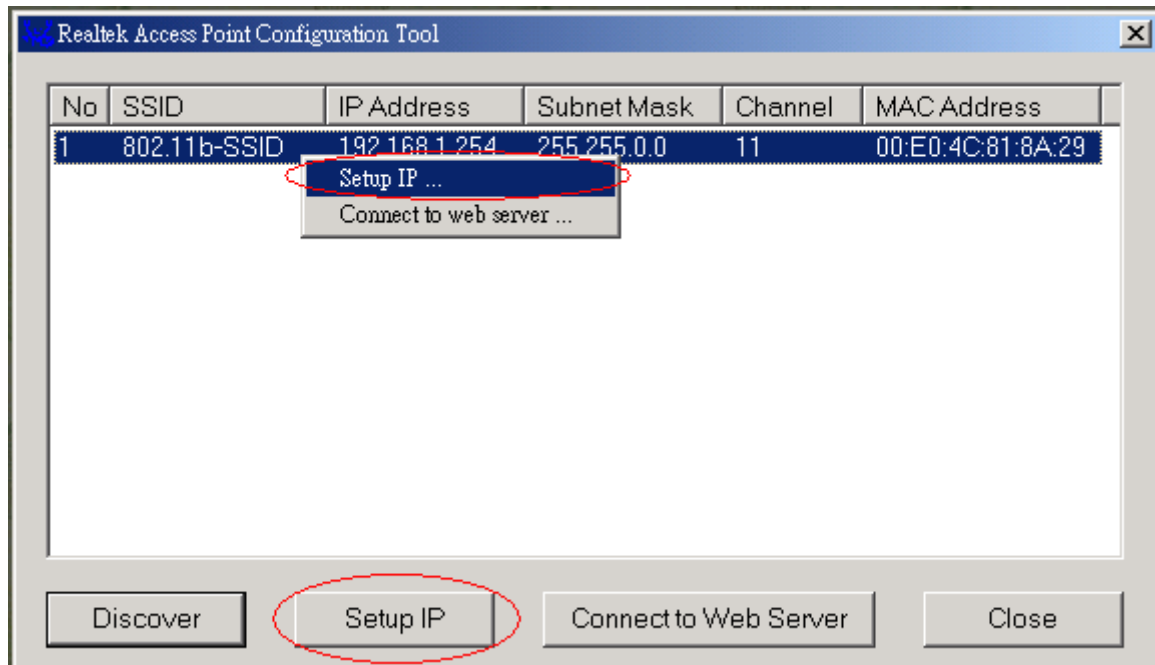 Realtek Access Point Configuration Tool
No SSID IP Address Subnet Mask Channel MAC Address
1 802.11b-SSID 192.168.1.254 255.255.0.0 11 00:E0:4C:81:8A:29
Setup IP ...
Connect to web server ...
Discover Setup IP Connect to Web Server Close